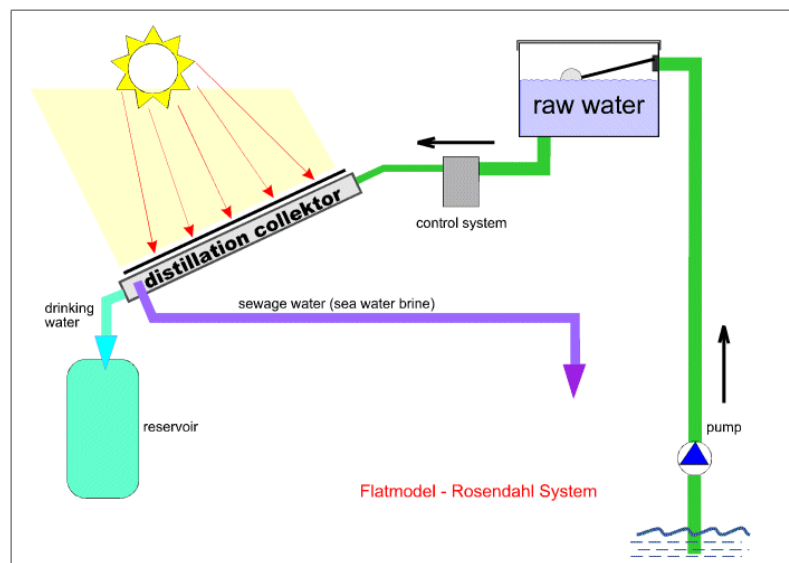 raw water
control system
distillation collektor
drinking
water
sewage water (sea water brine)
reservoir
pump
Flatmodel - Rosendahl System